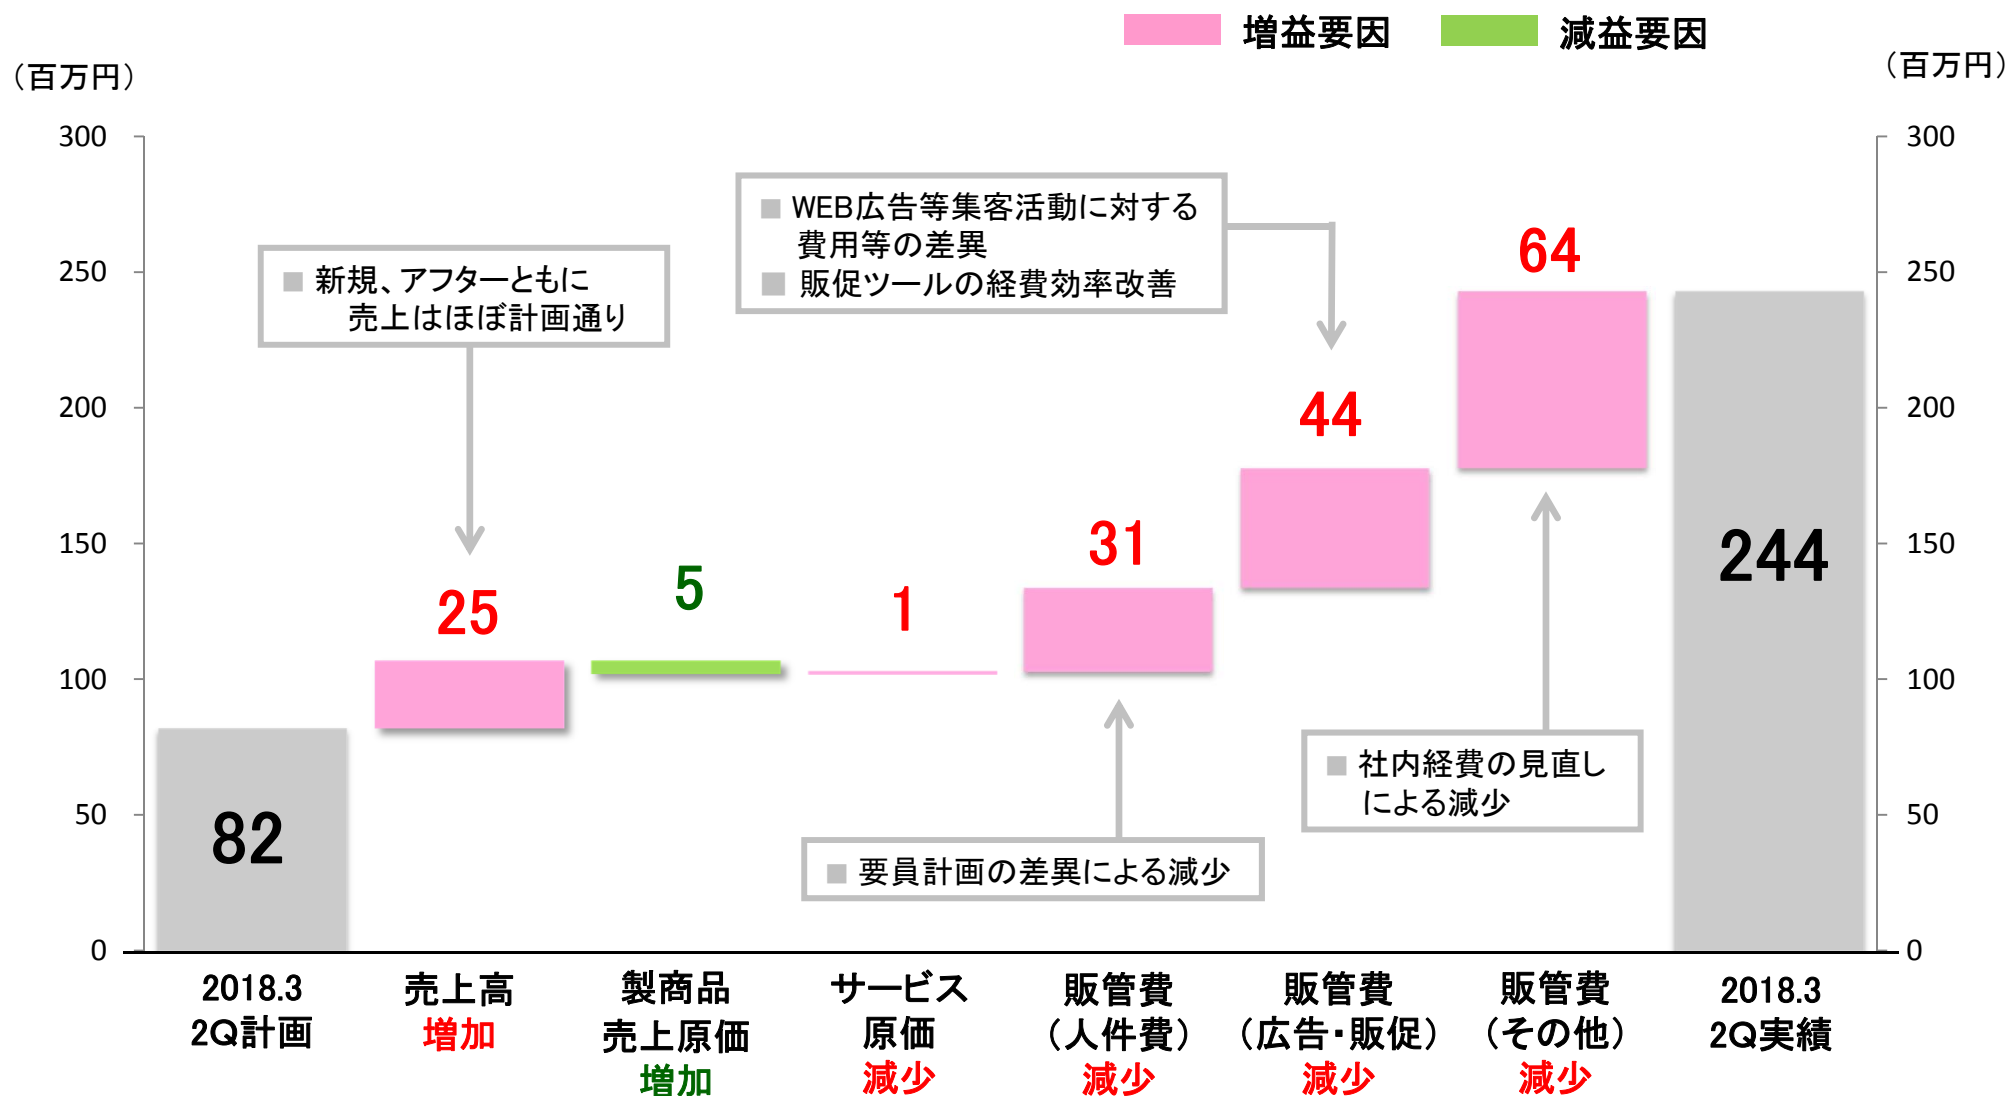 増益要因
減益要因
（百万円）
（百万円）
300
250
200
150
100
50
0
300
250
200
150
100
50
0
■ WEB広告等集客活動に対する
費用等の差異
■ 販促ツールの経費効率改善
■ 新規、アフターともに
売上はほぼ計画通り
■ 社内経費の見直し
による減少
■ 要員計画の差異による減少
82
25
5
1
31
44
64
244
2018.3
2Q計画
売上高
増加
製商品
売上原価
増加
サービス
原価
減少
販管費
（人件費）
減少
販管費
（広告・販促）
減少
販管費
（その他）
減少
2018.3
2Q実績